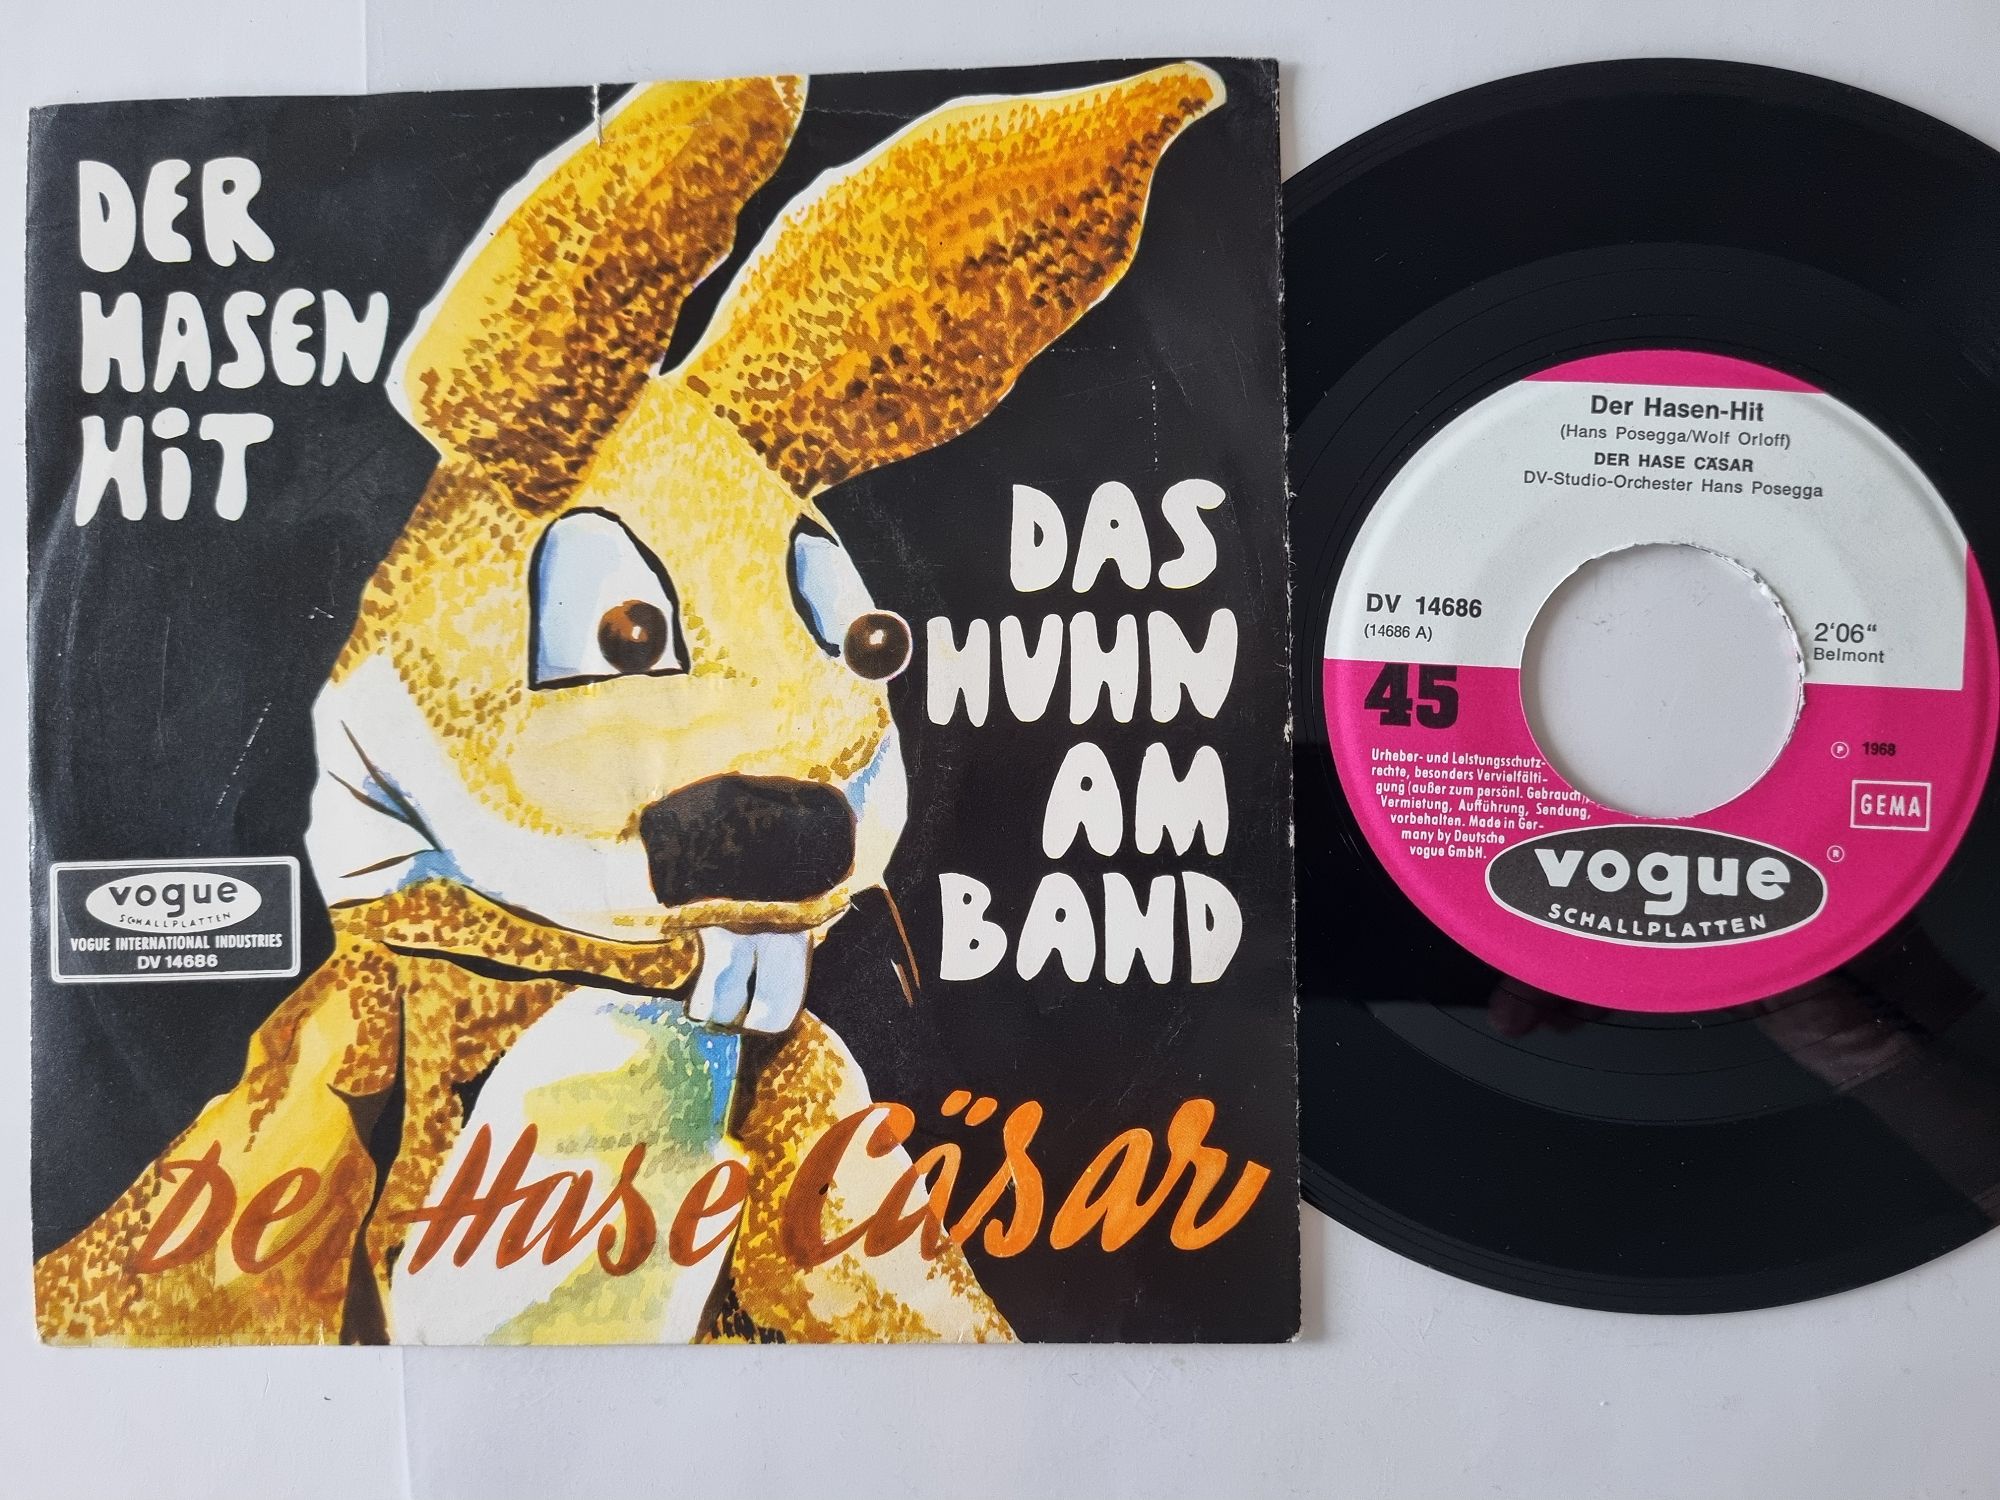 DER
HASEN
HiT
DAS
HUHN
AM
BAND
vogue
SCHALLPLATTEN
VOGUE INTERNATIONAL INDUSTRIES
DV 14686
Der Hase Cäsar
Der Hasen-Hit
(Hans Posegga/Wolf Orloff)
DER HASE CÄSAR
DV-Studio-Orchester Hans Posegga
DV 14686
(14686 A)
2'06"
Belmont
45
Ⓟ 1968
GEMA
Urheber- und Leistungsschutz-
rechte, besonders Vervielfälti-
gung (außer zum persönl. Gebrauch),
Vermietung, Aufführung, Sendung,
vorbehalten. Made in Ger-
many by Deutsche
vogue GmbH.
vogue
®
SCHALLPLATTEN